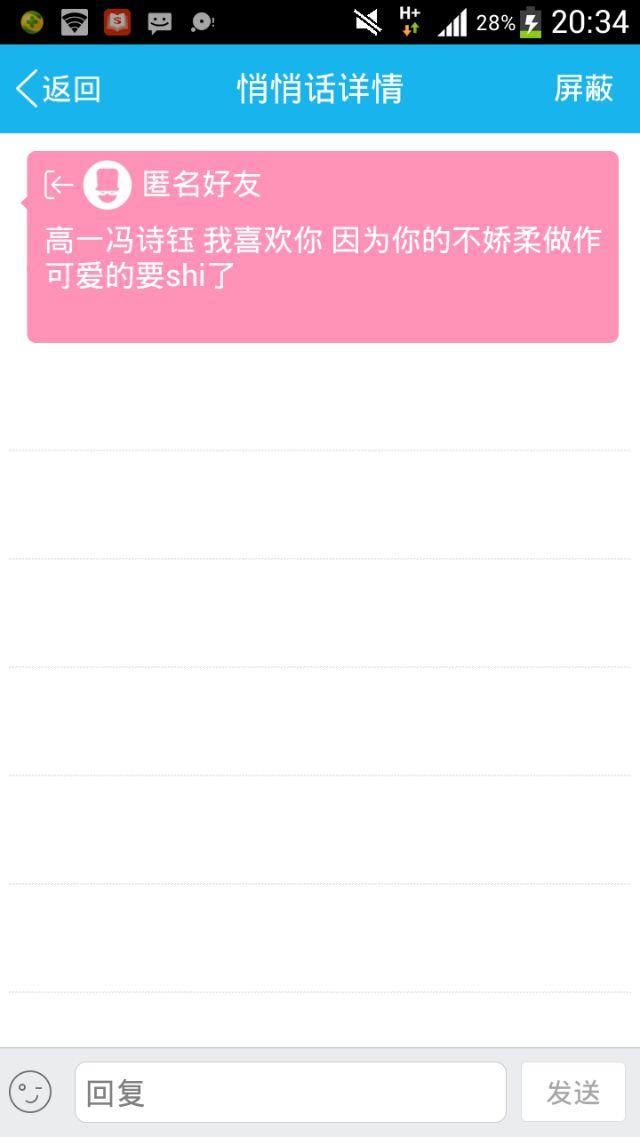 H+
28%
20:34
返回
悄悄话详情
屏蔽
匿名好友
高一冯诗钰 我喜欢你 因为你的不娇柔做作
可爱的要shi了
回复
发送